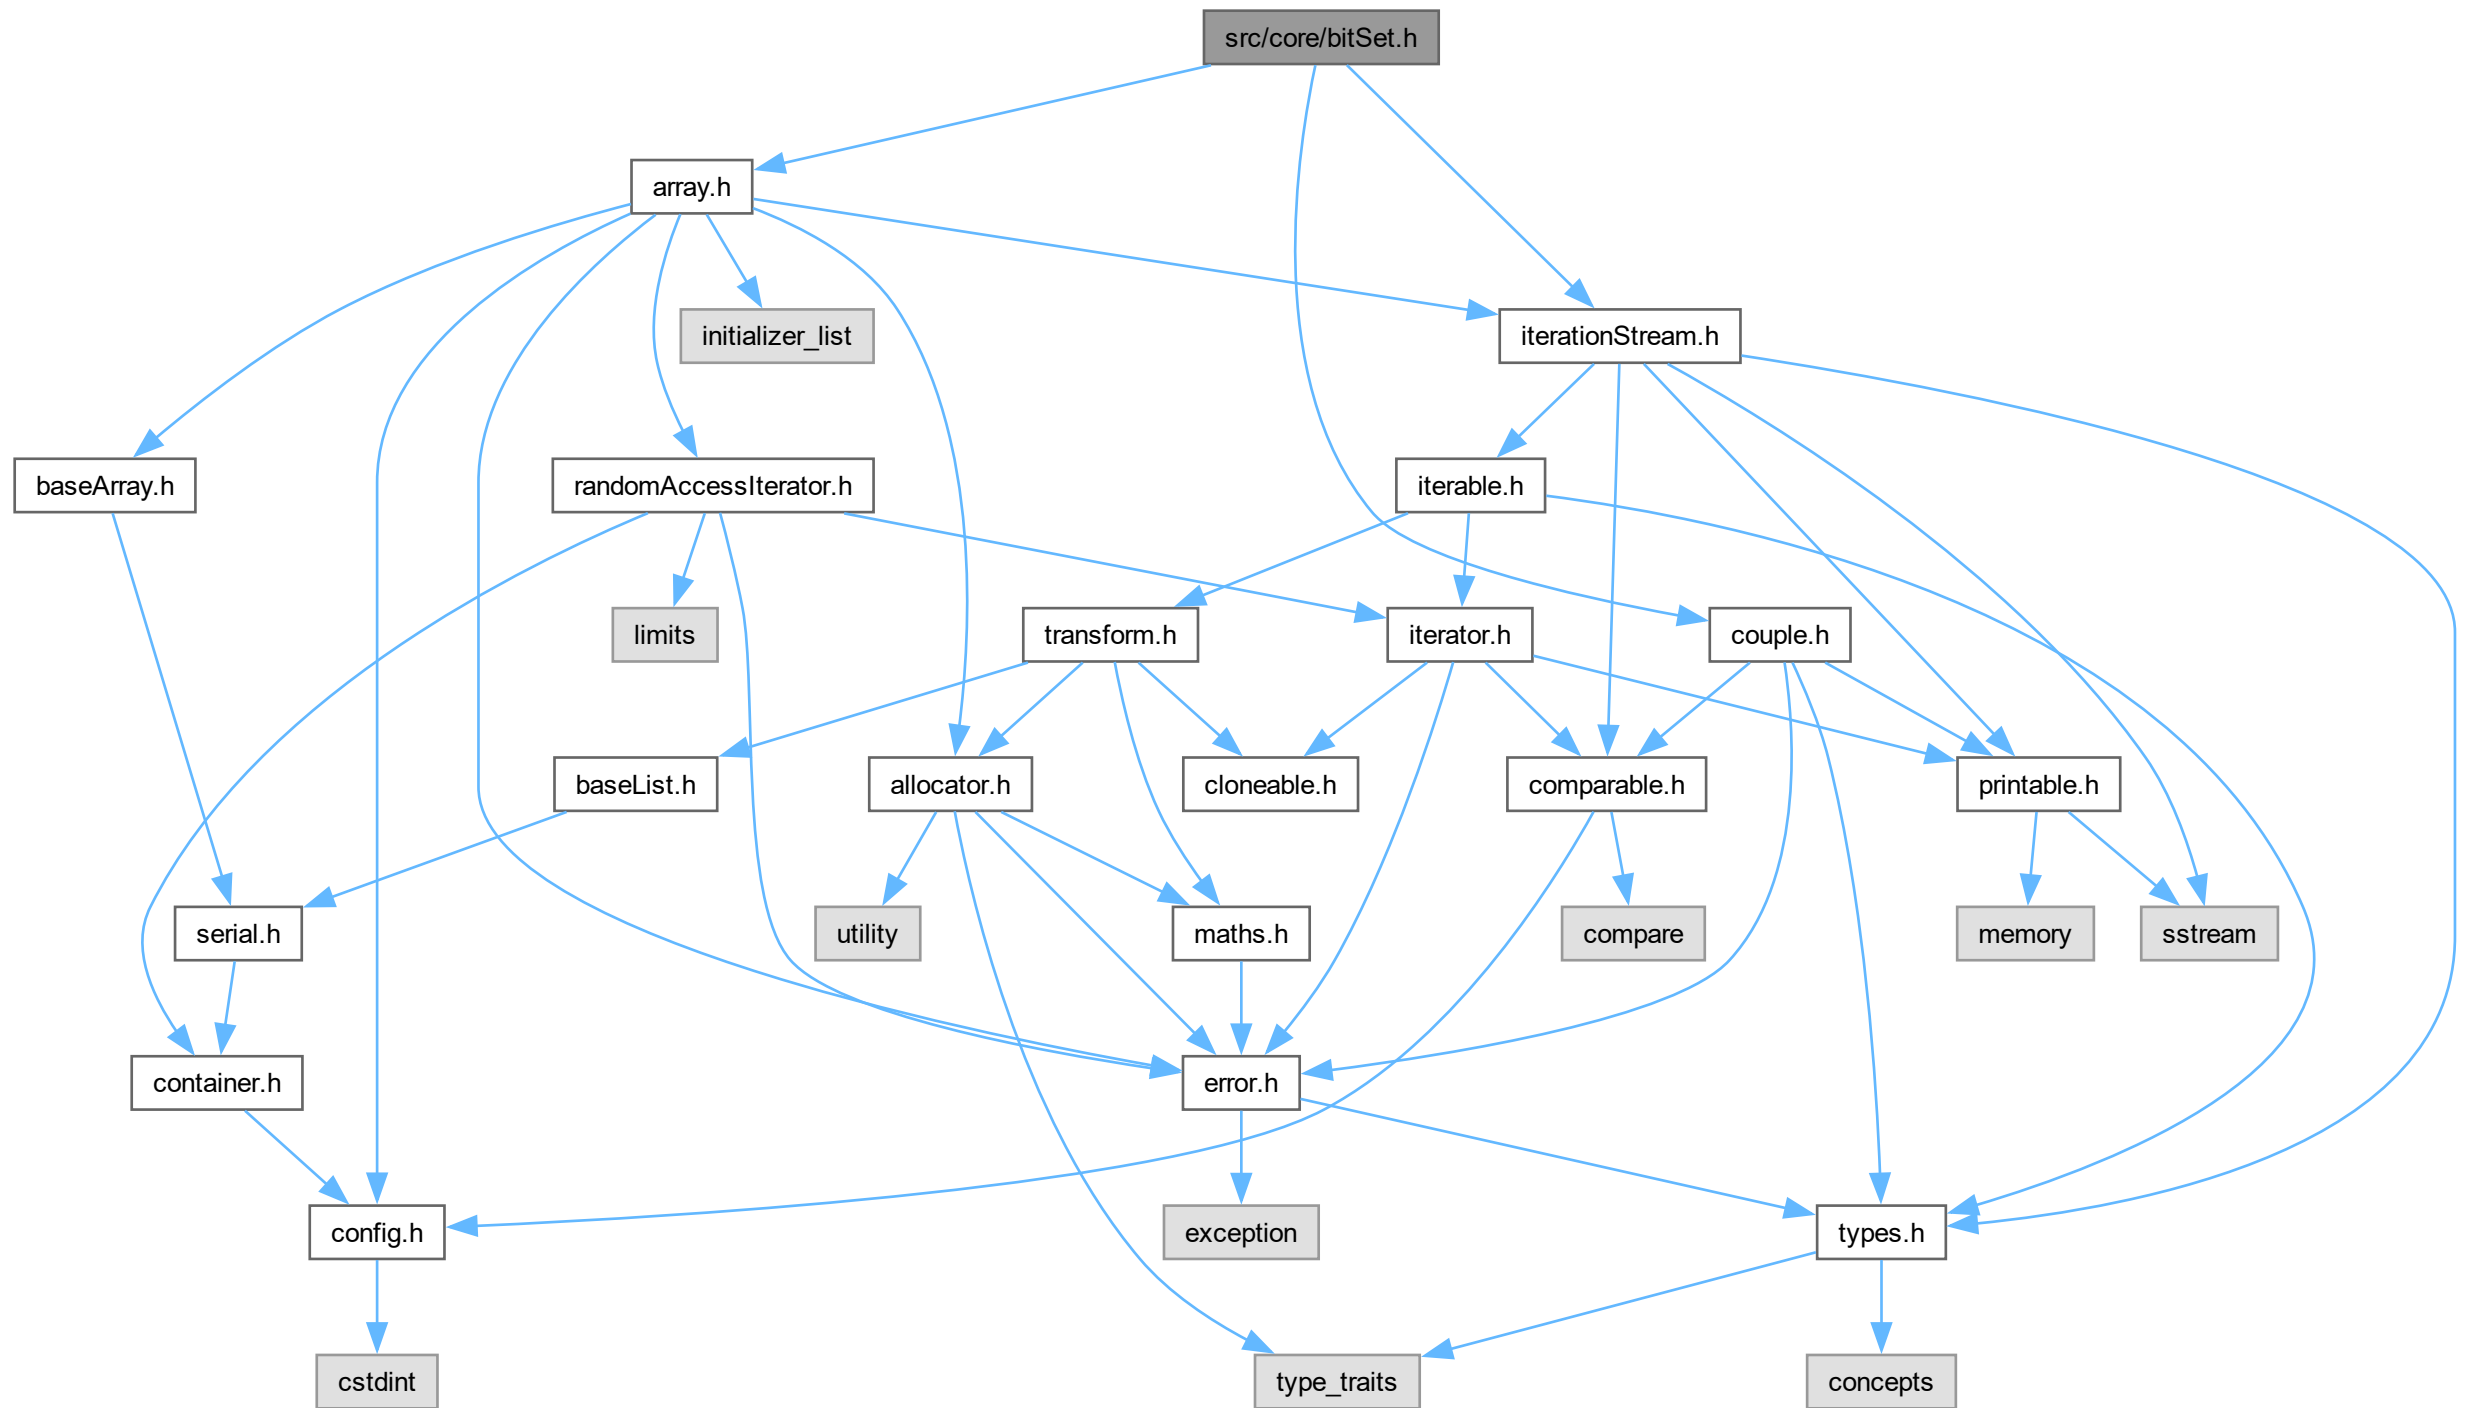 src/core/bitSet.h
array.h
initializer_list
iterationStream.h
baseArray.h
randomAccessIterator.h
iterable.h
limits
transform.h
iterator.h
couple.h
baseList.h
allocator.h
cloneable.h
comparable.h
printable.h
serial.h
utility
maths.h
compare
memory
sstream
container.h
error.h
config.h
exception
types.h
cstdint
type_traits
concepts